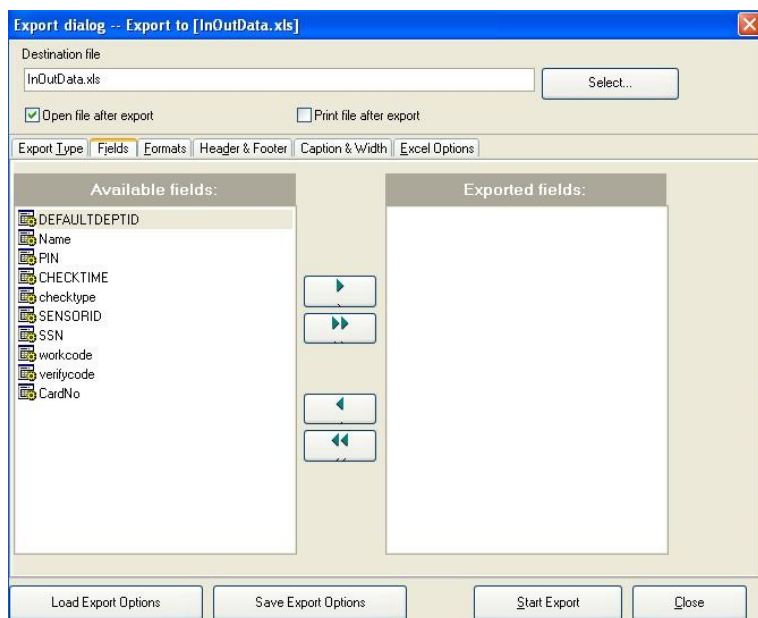 Export dialog -- Export to [InOutData.xls]
Destination file
InOutData.xls
Select...
Open file after export
Print file after export
Export Type Fields Formats Header & Footer Caption & Width Excel Options
Available fields:
DEFAULTDEPTID
Name
PIN
CHECKTIME
checktype
SENSORID
SSN
workcode
verifycode
CardNo
Exported fields:
Load Export Options
Save Export Options
Start Export
Close